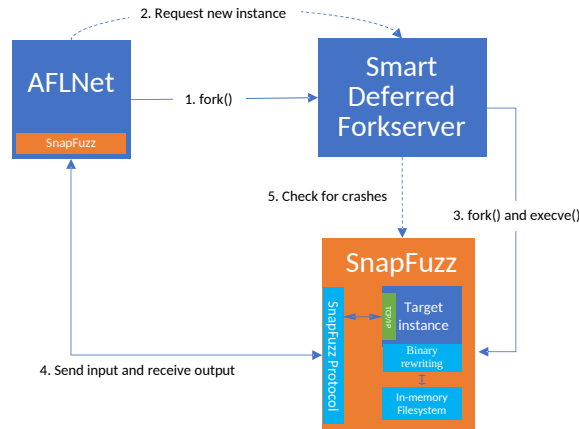 2. Request new instance
AFLNet
SnapFuzz
1. fork()
Smart
Deferred
Forkserver
5. Check for crashes
3. fork() and execve()
SnapFuzz
SnapFuzz Protocol
TCP/IP
Target
instance
Binary
rewriting
In-memory
Filesystem
4. Send input and receive output